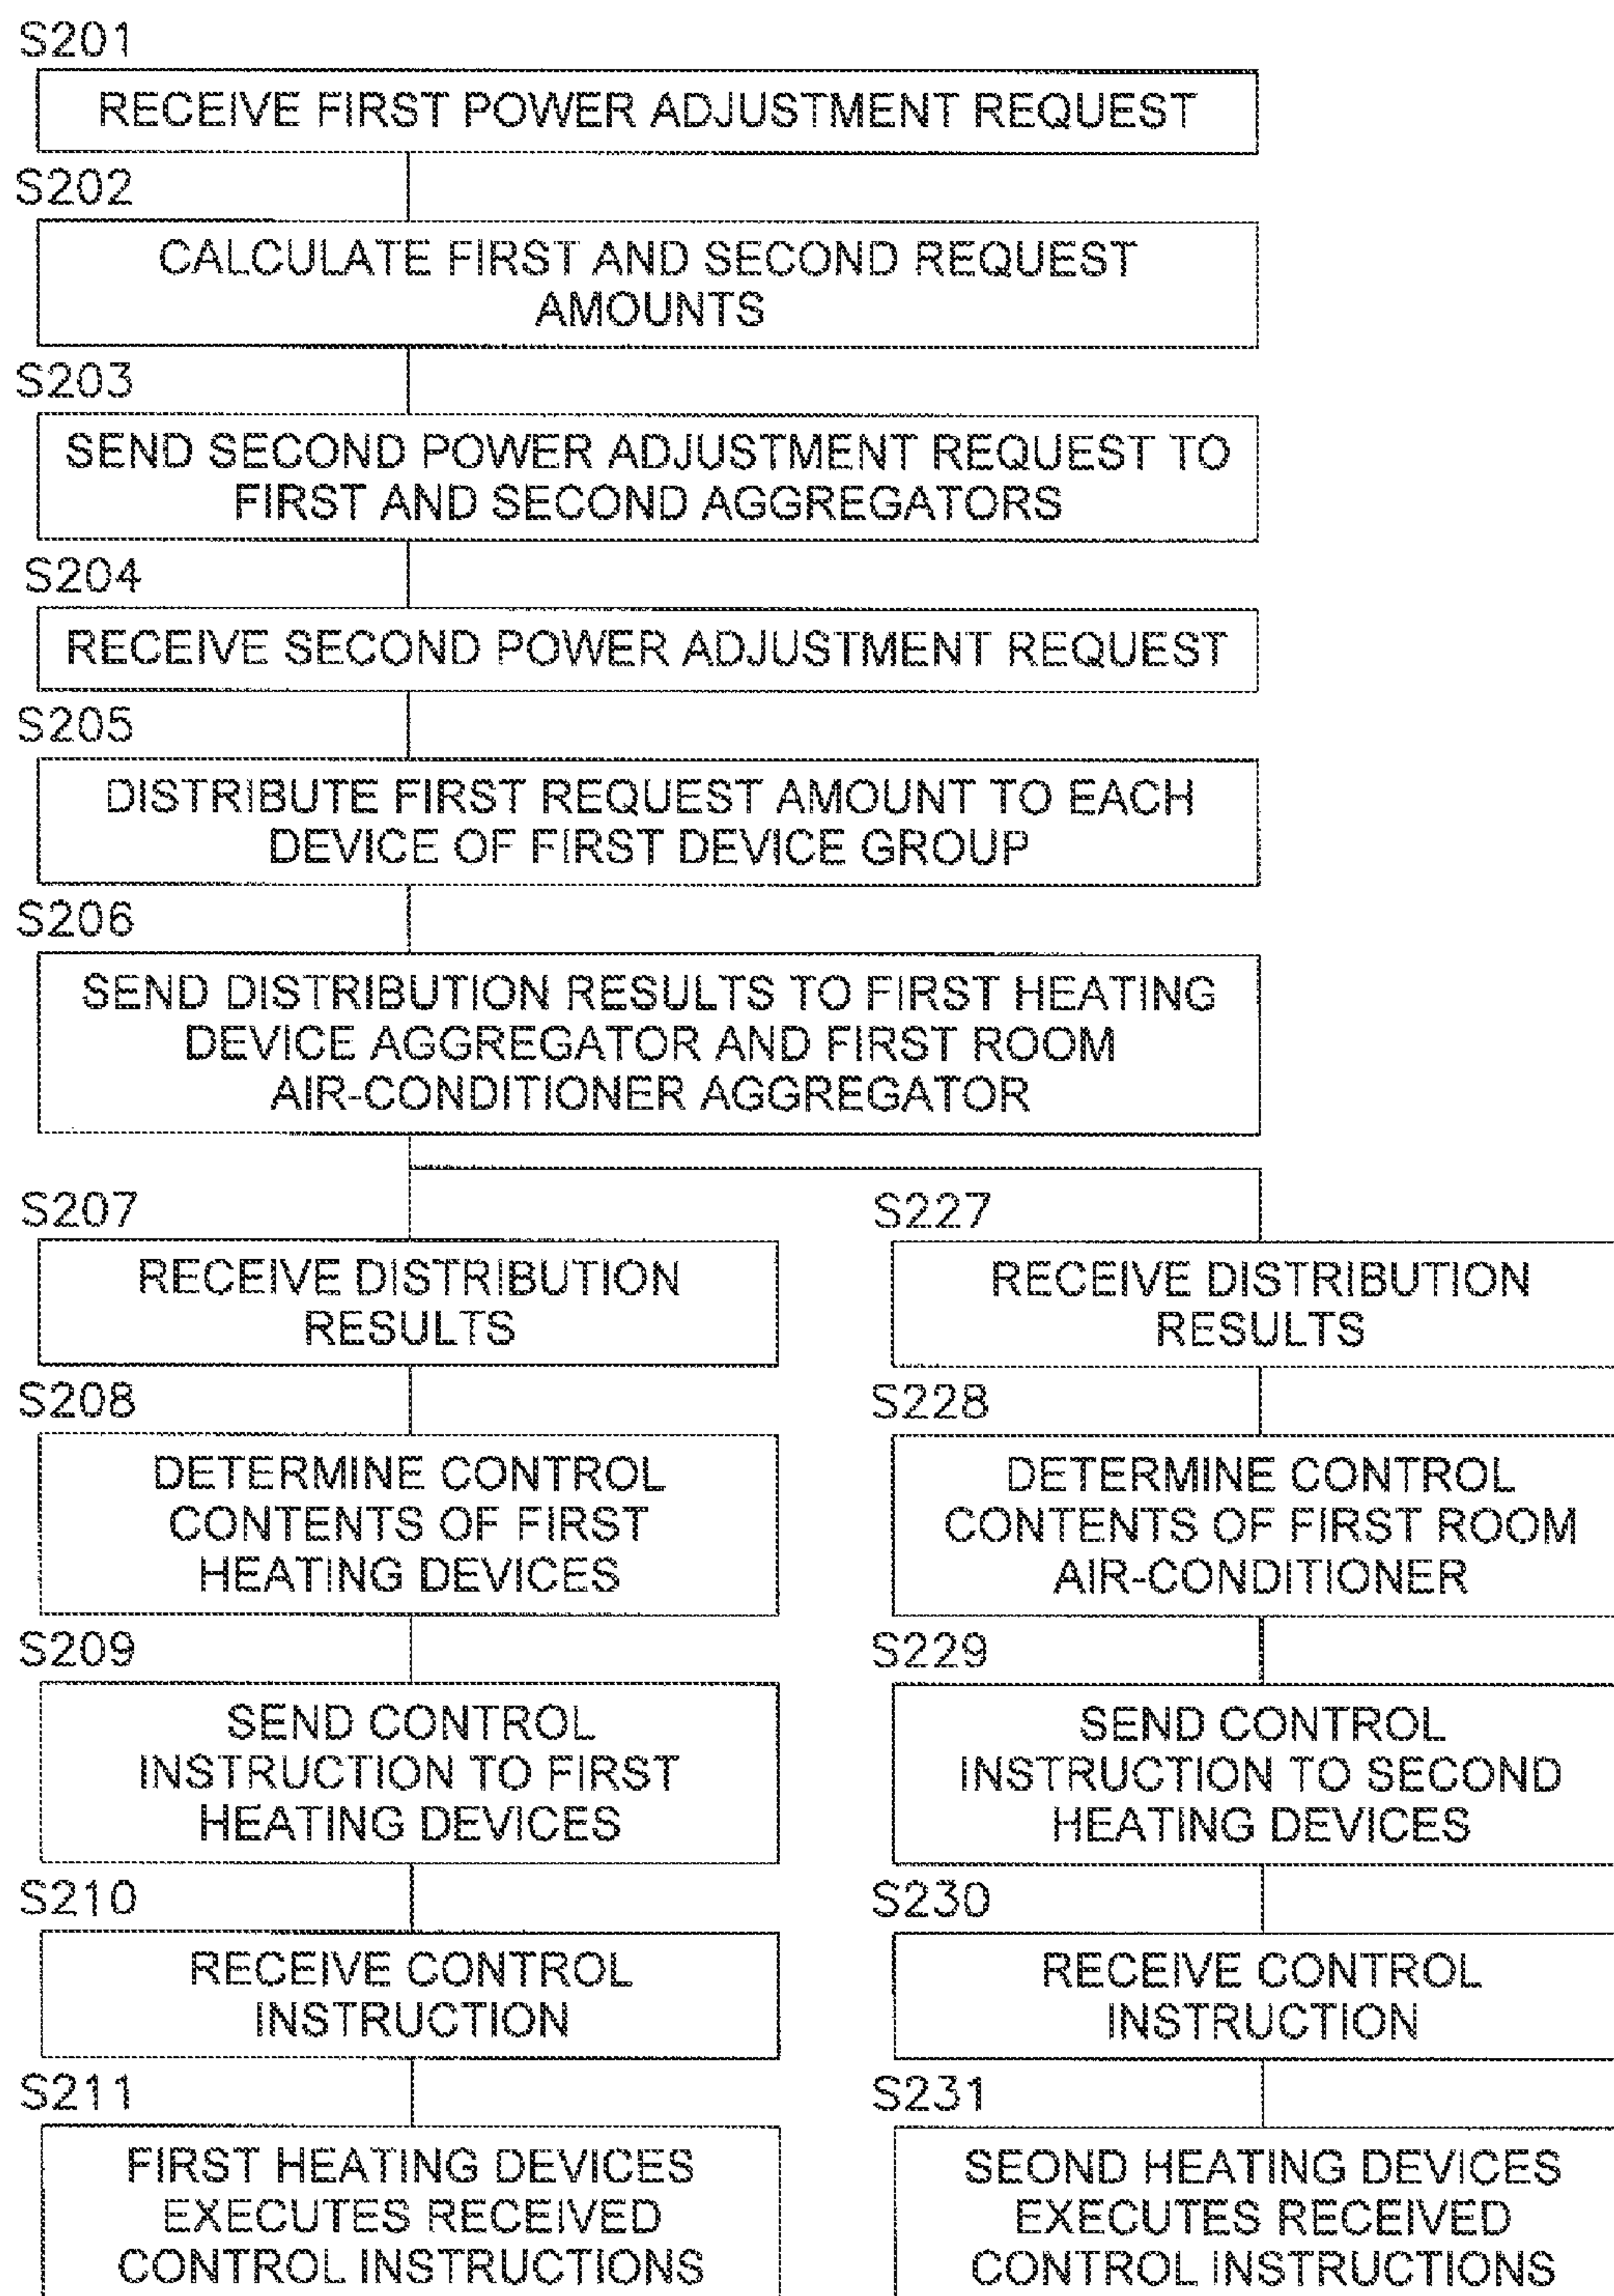 S201
RECEIVE FIRST POWER ADJUSTMENT REQUEST
S202
CALCULATE FIRST AND SECOND REQUEST
AMOUNTS
S203
SEND SECOND POWER ADJUSTMENT REQUEST TO
FIRST AND SECOND AGGREGATORS
S204
RECEIVE SECOND POWER ADJUSTMENT REQUEST
S205
DISTRIBUTE FIRST REQUEST AMOUNT TO EACH
DEVICE OF FIRST DEVICE GROUP
S206
SEND DISTRIBUTION RESULTS TO FIRST HEATING
DEVICE AGGREGATOR AND FIRST ROOM
AIR-CONDITIONER AGGREGATOR
S207
RECEIVE DISTRIBUTION
RESULTS
S208
DETERMINE CONTROL
CONTENTS OF FIRST
HEATING DEVICES
S209
SEND CONTROL
INSTRUCTION TO FIRST
HEATING DEVICES
S210
RECEIVE CONTROL
INSTRUCTION
S211
FIRST HEATING DEVICES
EXECUTES RECEIVED
CONTROL INSTRUCTIONS
S227
RECEIVE DISTRIBUTION
RESULTS
S228
DETERMINE CONTROL
CONTENTS OF FIRST ROOM
AIR-CONDITIONER
S229
SEND CONTROL
INSTRUCTION TO SECOND
HEATING DEVICES
S230
RECEIVE CONTROL
INSTRUCTION
S231
SEOND HEATING DEVICES
EXECUTES RECEIVED
CONTROL INSTRUCTIONS